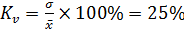 K_v = σ/x̄ × 100% = 25%